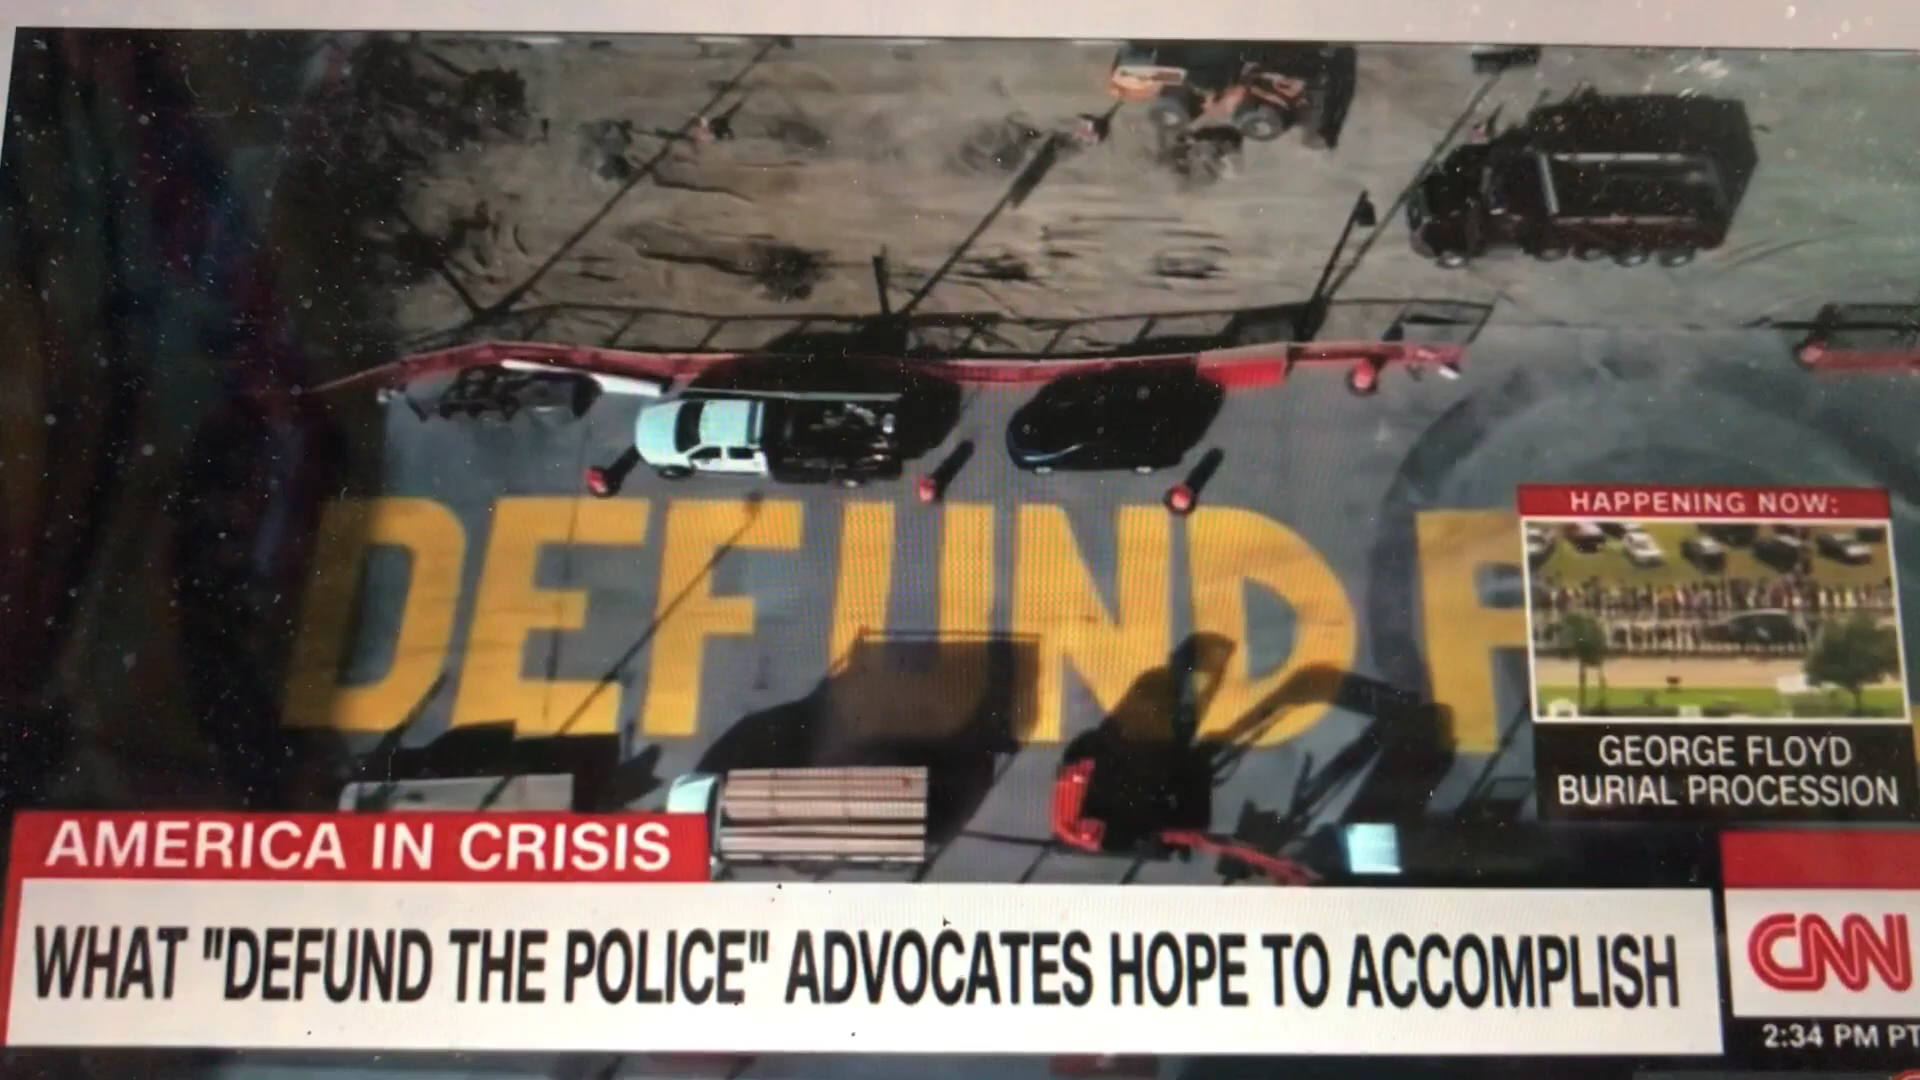 DEFUND P
HAPPENING NOW:
GEORGE FLOYD
BURIAL PROCESSION
AMERICA IN CRISIS
WHAT "DEFUND THE POLICE" ADVOCATES HOPE TO ACCOMPLISH
CNN
2:34 PM PT